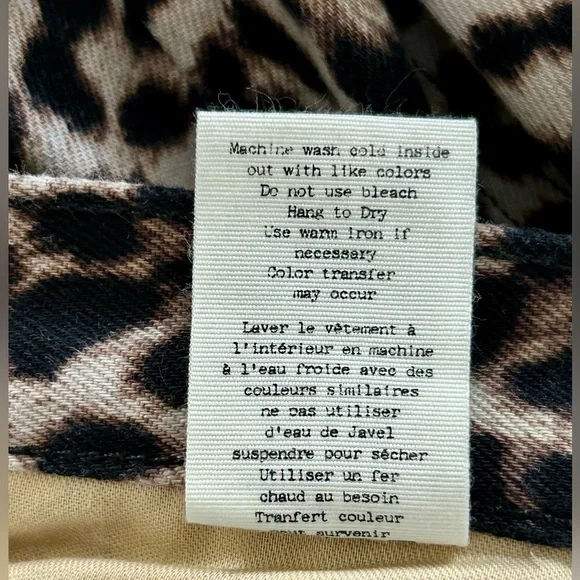 Machine wash cold inside
out with like colors
Do not use bleach
Hang to Dry
Use warm iron if
necessary
Color transfer
may occur
Laver le vêtement à
l'intérieur en machine
à l'eau froide avec des
couleurs similaires
ne pas utiliser
d'eau de Javel
suspendre pour sécher
Utiliser un fer
chaud au besoin
Tranfert couleur
peut survenir